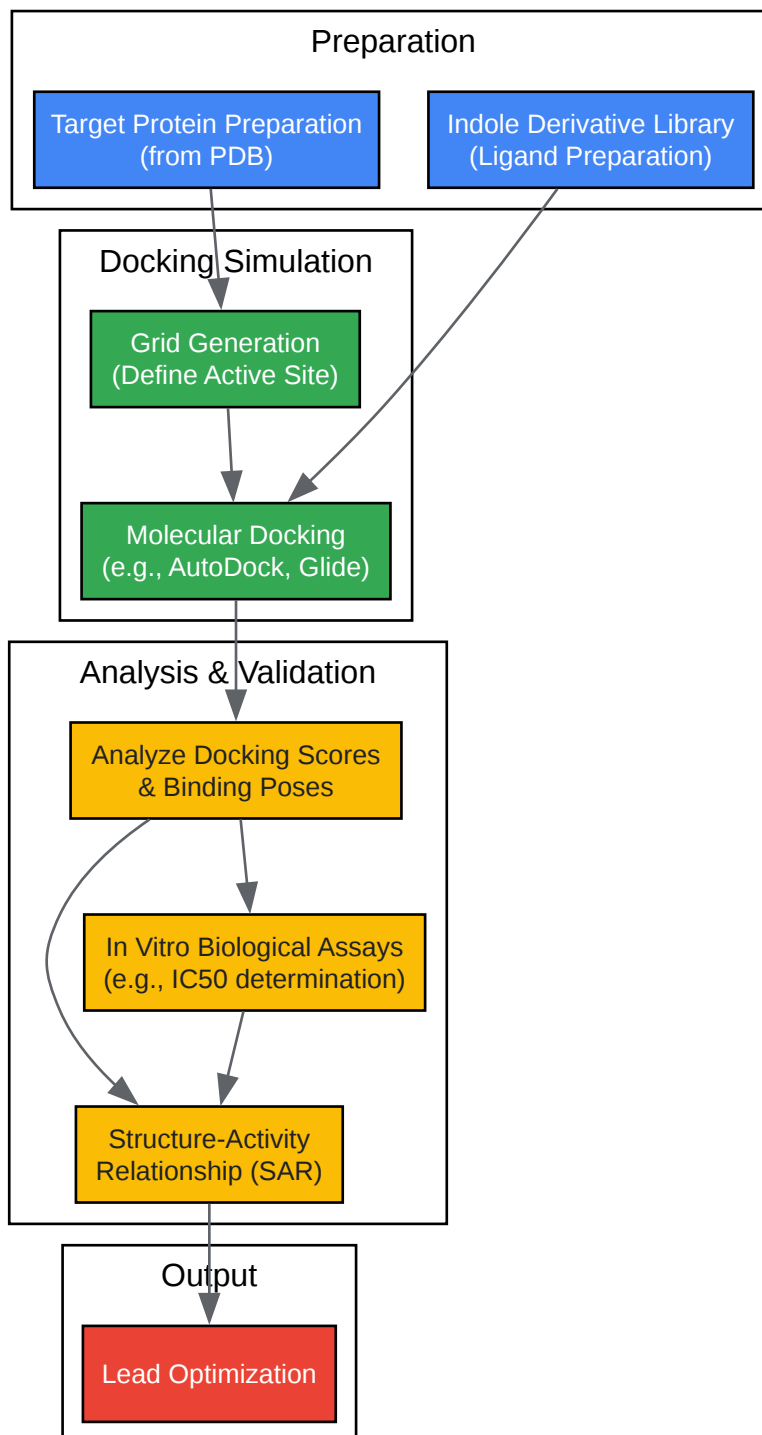 Preparation
Target Protein Preparation
(from PDB)
Indole Derivative Library
(Ligand Preparation)
Docking Simulation
Grid Generation
(Define Active Site)
Molecular Docking
(e.g., AutoDock, Glide)
Analysis & Validation
Analyze Docking Scores
& Binding Poses
In Vitro Biological Assays
(e.g., IC50 determination)
Structure-Activity
Relationship (SAR)
Output
Lead Optimization